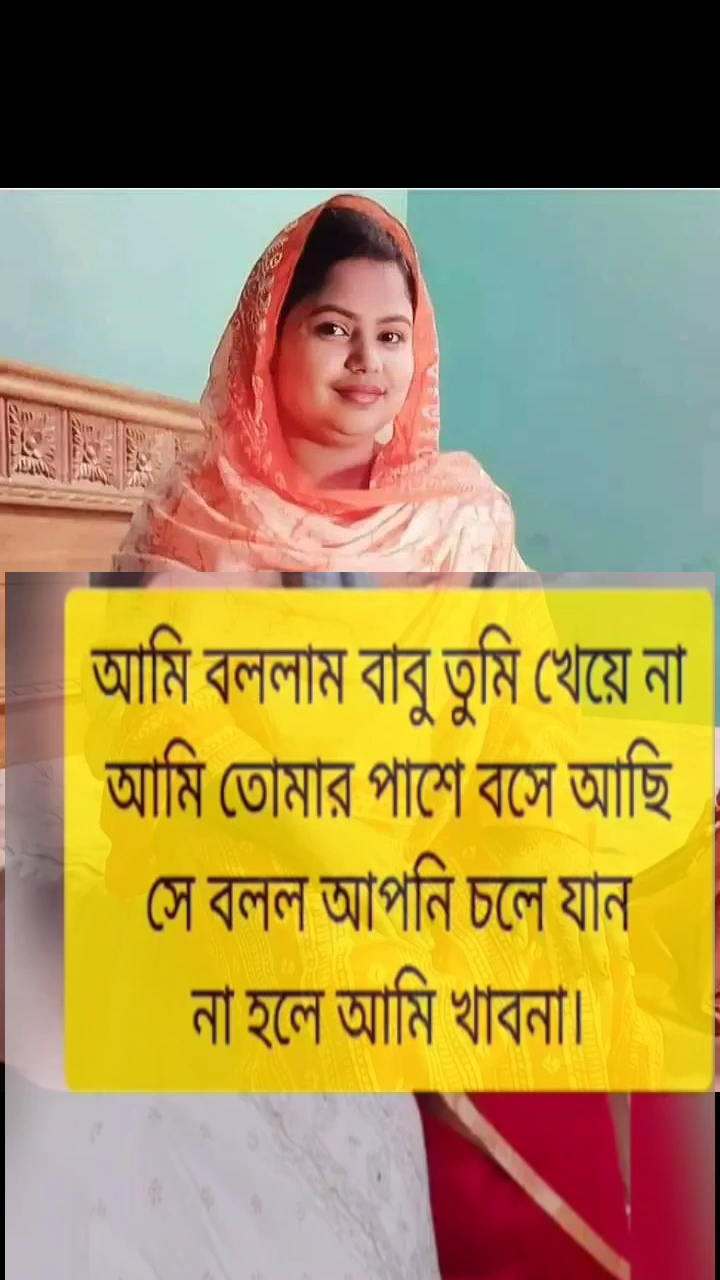 আমি বললাম বাবু তুমি খেয়ে না
আমি তোমার পাশে বসে আছি
সে বলল আপনি চলে যান
না হলে আমি খাবনা।